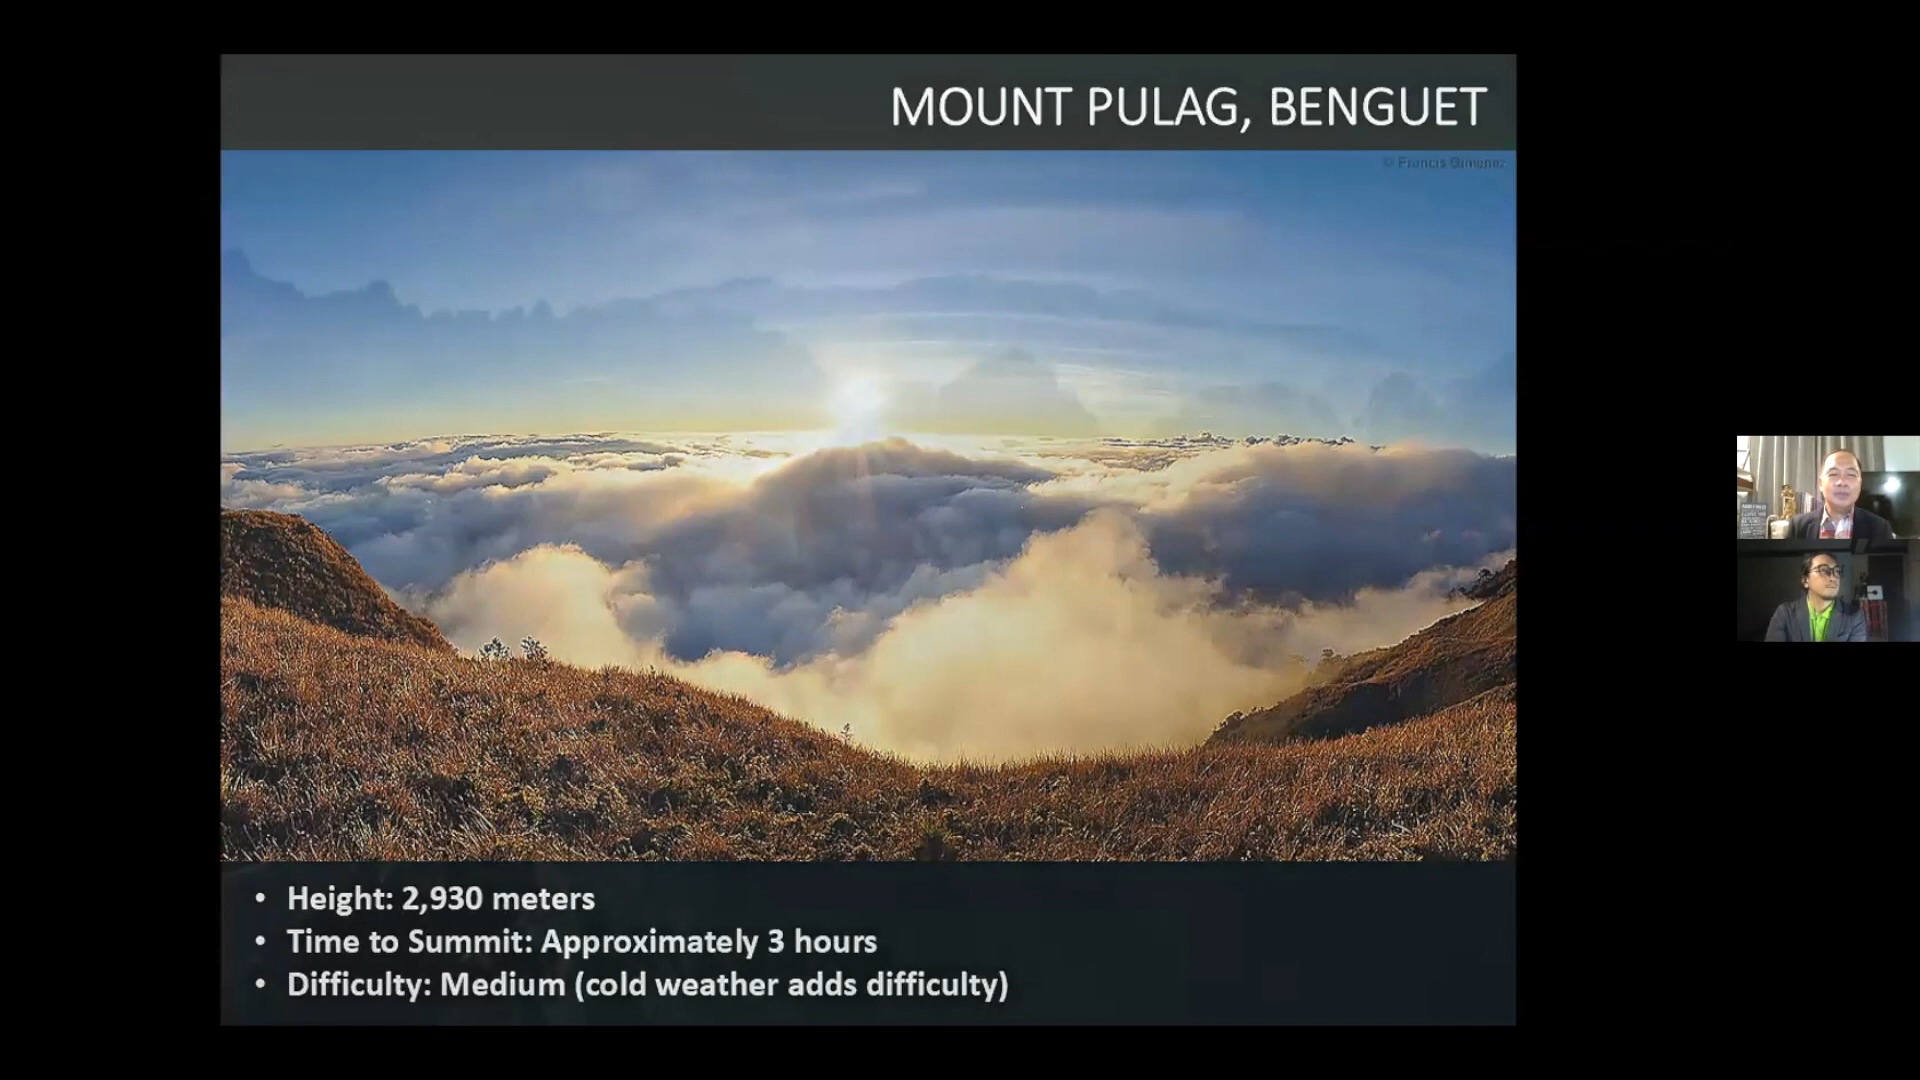 MOUNT PULAG, BENGUET
© Francis Gimenez
• Height: 2,930 meters
• Time to Summit: Approximately 3 hours
• Difficulty: Medium (cold weather adds difficulty)